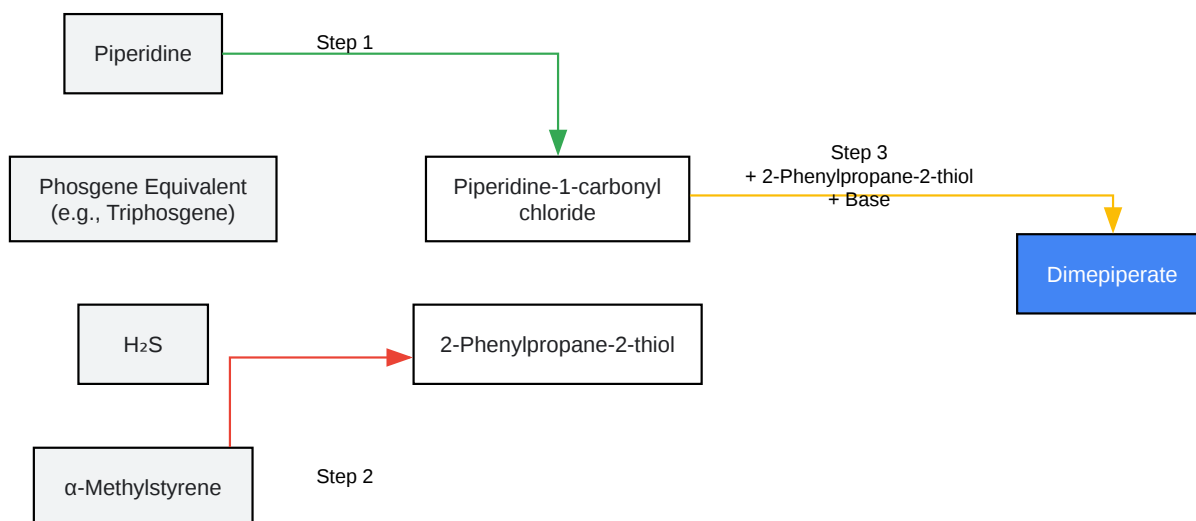 Piperidine
Step 1
Phosgene Equivalent
(e.g., Triphosgene)
Piperidine-1-carbonyl
chloride
Step 3
+ 2-Phenylpropane-2-thiol
+ Base
Dimepiperate
H₂S
2-Phenylpropane-2-thiol
α-Methylstyrene
Step 2